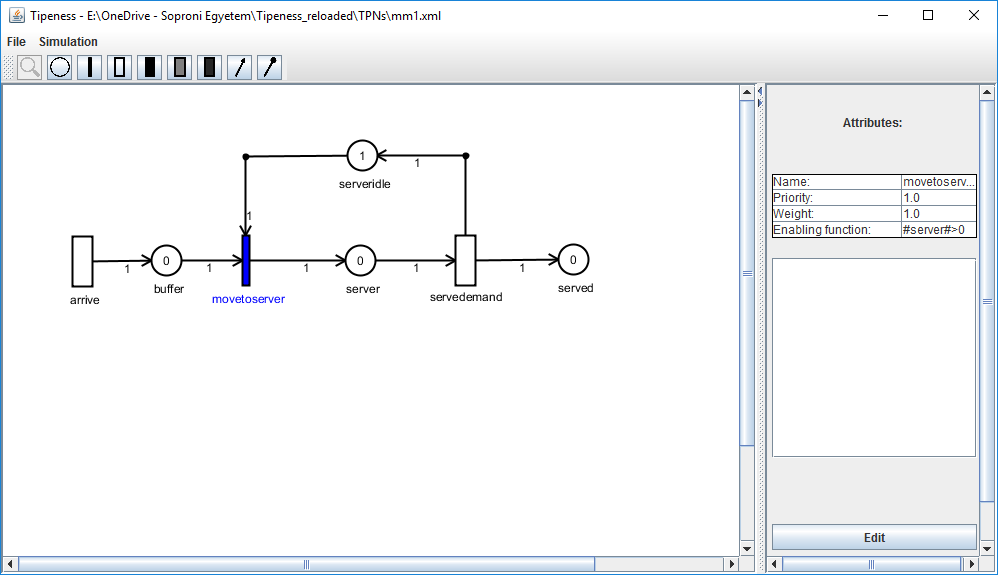 Tipeness - E:\OneDrive - Soproni Egyetem\Tipeness_reloaded\TPNs\mm1.xml
File Simulation
1
serveridle
1
1
arrive
1
0
buffer
1
movetoserver
1
0
server
1
servedemand
1
0
served
Attributes:
Name: movetoserv...
Priority: 1.0
Weight: 1.0
Enabling function: #server#>0
Edit